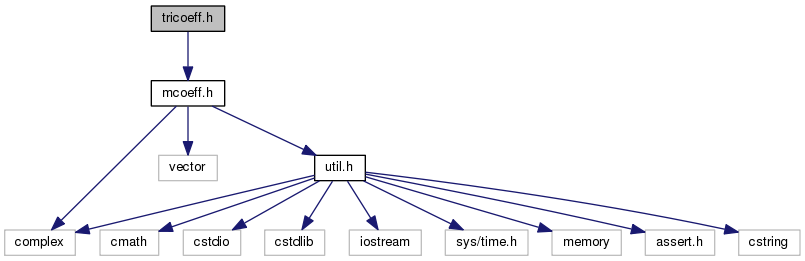 tricoeff.h
mcoeff.h
vector
util.h
complex
cmath
cstdio
cstdlib
iostream
sys/time.h
memory
assert.h
cstring